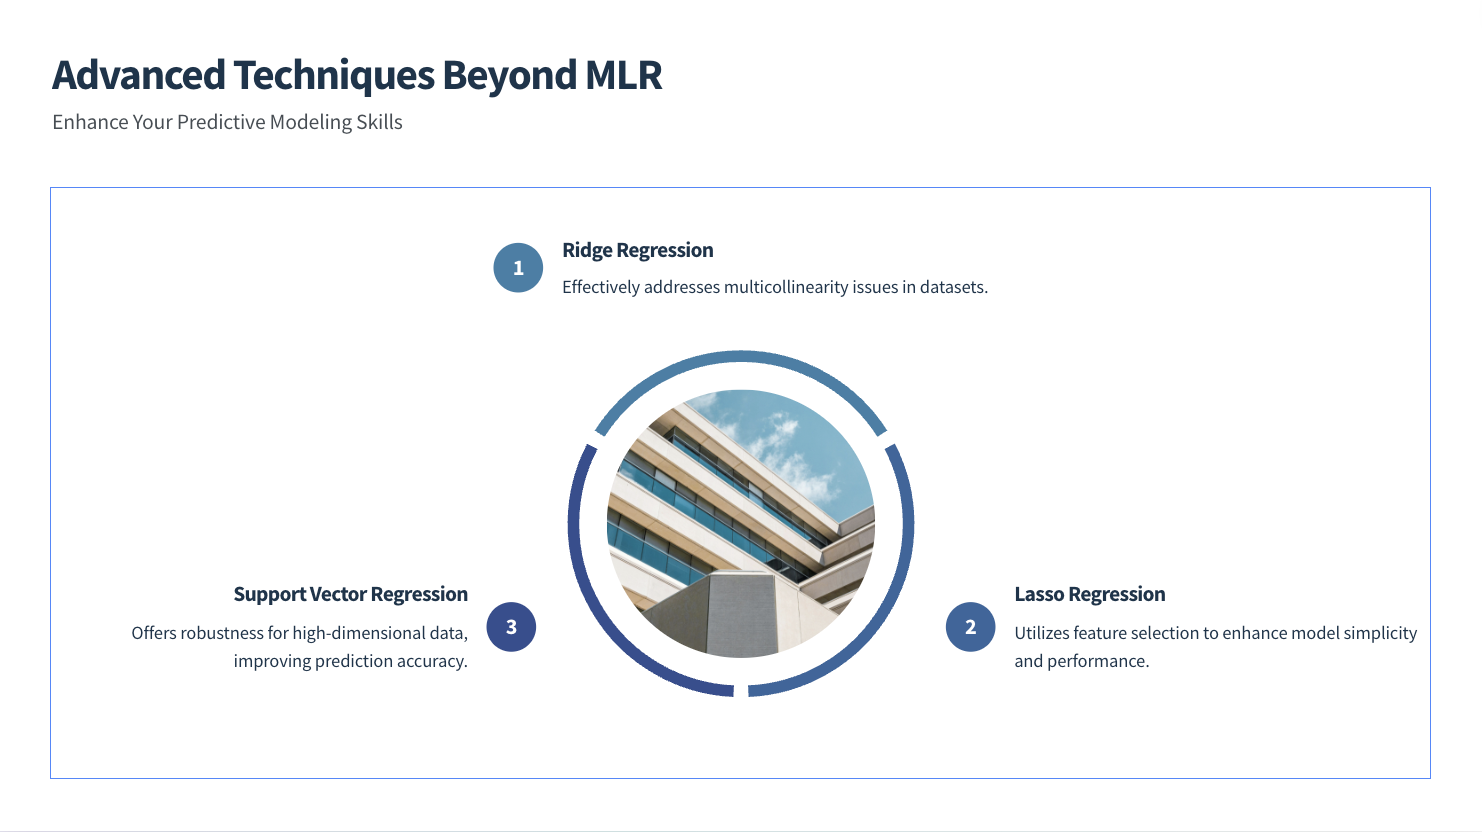 Advanced Techniques Beyond MLR
Enhance Your Predictive Modeling Skills
1
Ridge Regression
Effectively addresses multicollinearity issues in datasets.
2
Lasso Regression
Utilizes feature selection to enhance model simplicity
and performance.
3
Support Vector Regression
Offers robustness for high-dimensional data,
improving prediction accuracy.